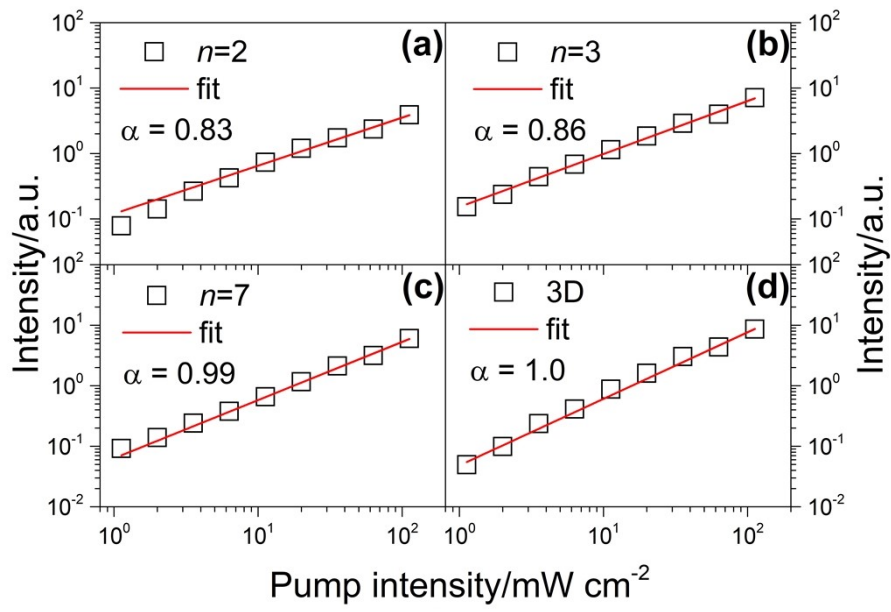 10²
10²
n=2
(a)
n=3
(b)
10¹
fit
fit
10¹
α = 0.83
α = 0.86
10⁰
10⁰
10⁻¹
10⁻¹
Intensity/a.u.
Intensity/a.u.
10²
10²
n=7
(c)
3D
(d)
10¹
fit
fit
10¹
α = 0.99
α = 1.0
10⁰
10⁰
10⁻¹
10⁻¹
10⁻²
10⁻²
10⁰
10¹
10²
10⁰
10¹
10²
Pump intensity/mW cm⁻²